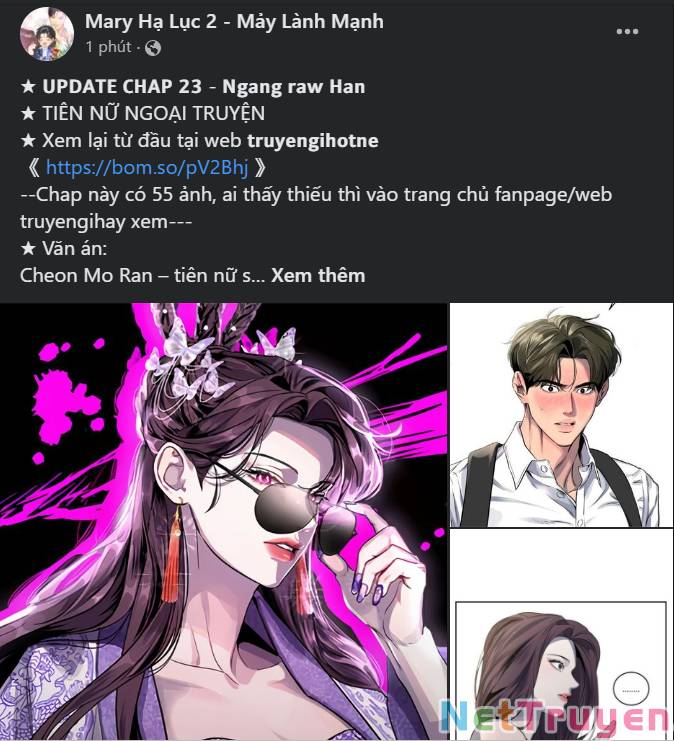 Mary Hạ Lục 2 - Mảy Lành Mạnh
1 phút ·
★ UPDATE CHAP 23 - Ngang raw Han
★ TIÊN NỮ NGOẠI TRUYỆN
★ Xem lại từ đầu tại web truyengihotne
《 https://bom.so/pV2Bhj 》
--Chap này có 55 ảnh, ai thấy thiếu thì vào trang chủ fanpage/web
truyengihay xem---
★ Văn án:
Cheon Mo Ran – tiên nữ s... Xem thêm
.........
NetTruyen